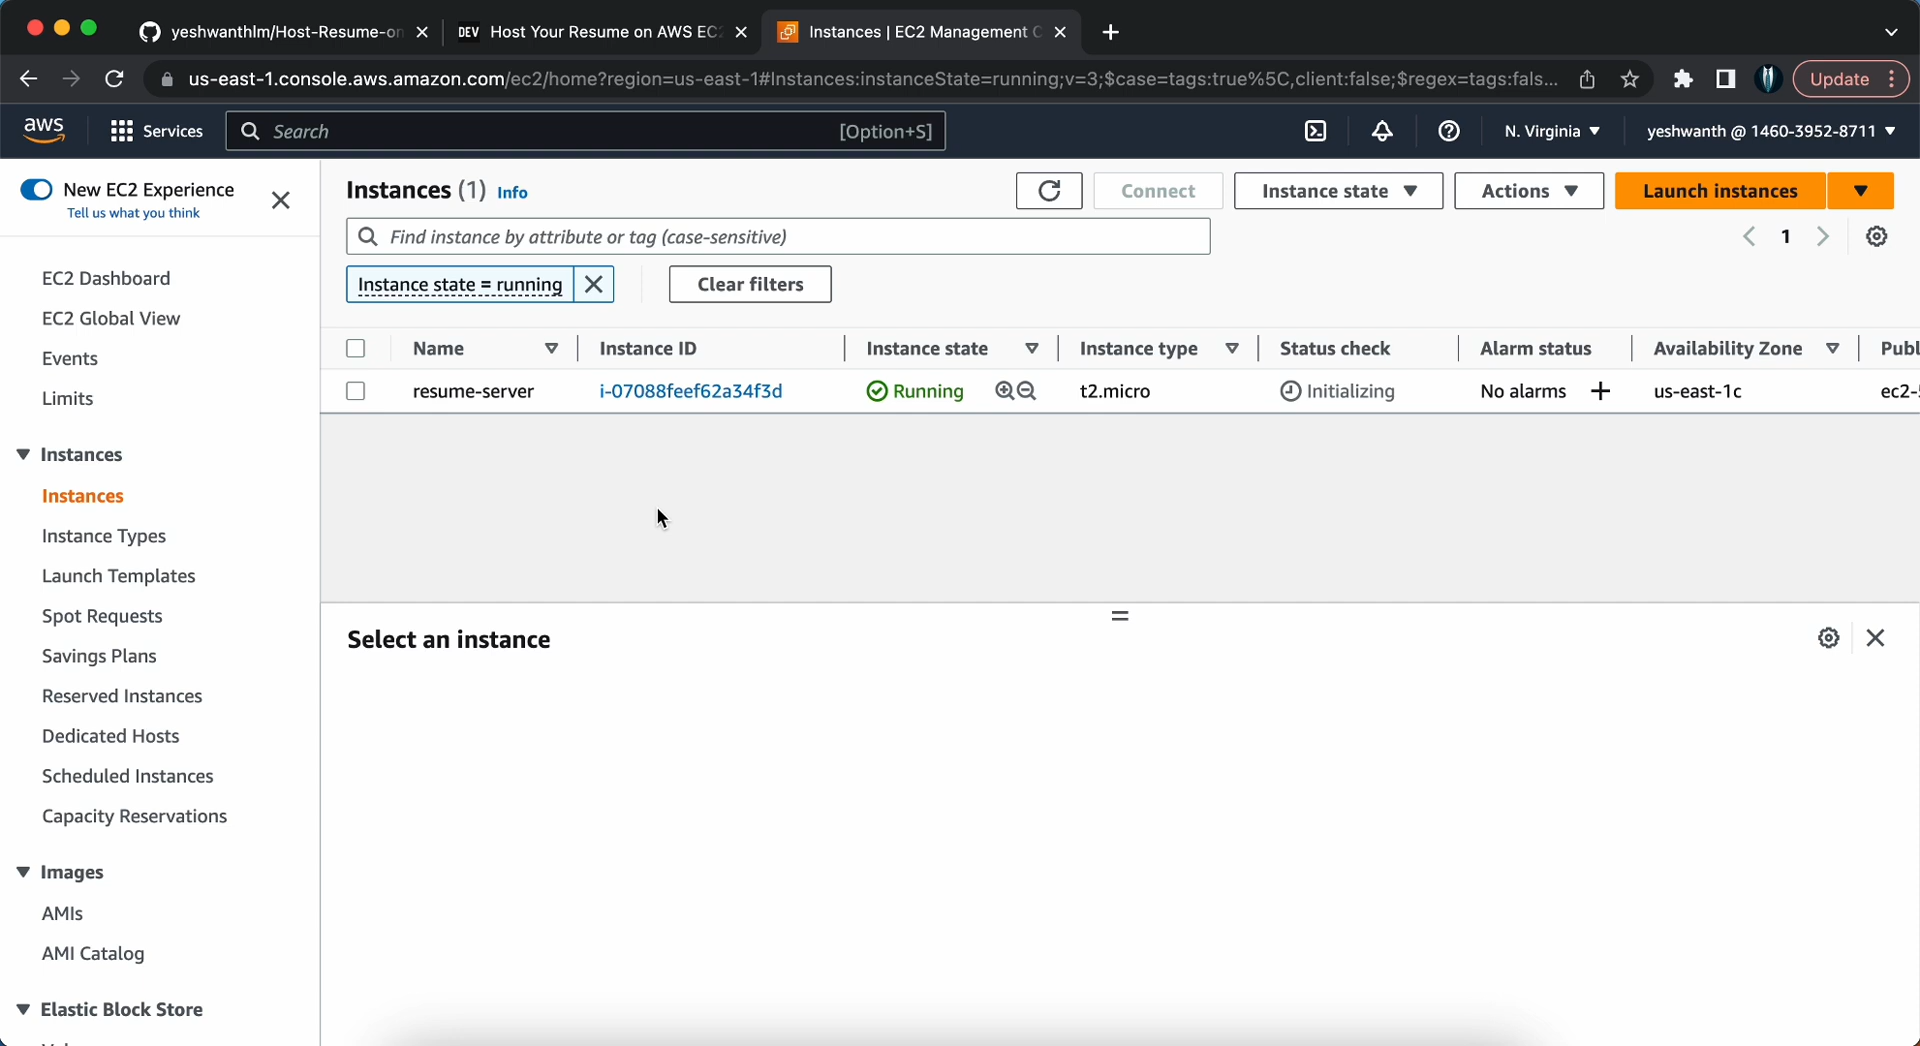 yeshwanthlm/Host-Resume-on
DEV Host Your Resume on AWS EC2
Instances | EC2 Management C
us-east-1.console.aws.amazon.com/ec2/home?region=us-east-1#Instances:instanceState=running;v=3;$case=tags:true%5C,client:false;$regex=tags:fals...
Update
aws Services Search [Option+S] N. Virginia yeshwanth @ 1460-3952-8711
New EC2 Experience
Tell us what you think
EC2 Dashboard
EC2 Global View
Events
Limits
Instances
Instances
Instance Types
Launch Templates
Spot Requests
Savings Plans
Reserved Instances
Dedicated Hosts
Scheduled Instances
Capacity Reservations
Images
AMIs
AMI Catalog
Elastic Block Store
Instances (1) Info Connect Instance state Actions Launch instances
Find instance by attribute or tag (case-sensitive)
1
Instance state = running Clear filters
Name Instance ID Instance state Instance type Status check Alarm status Availability Zone Publ
resume-server i-07088feef62a34f3d Running t2.micro Initializing No alarms us-east-1c ec2-
Select an instance